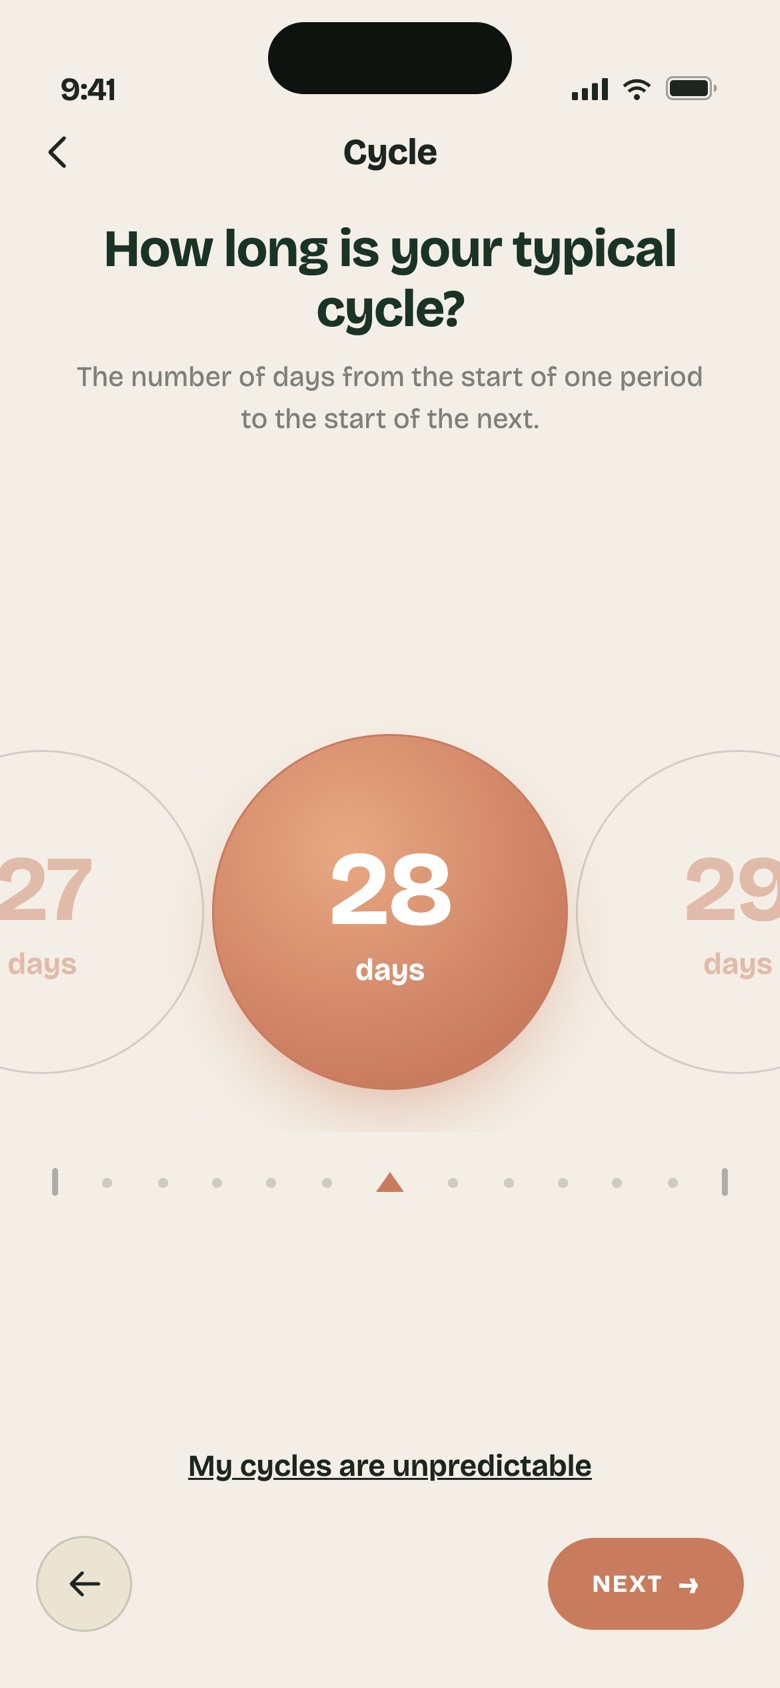 9:41
Cycle
How long is your typical
cycle?
The number of days from the start of one period
to the start of the next.
27
days
28
days
29
days
My cycles are unpredictable
NEXT →